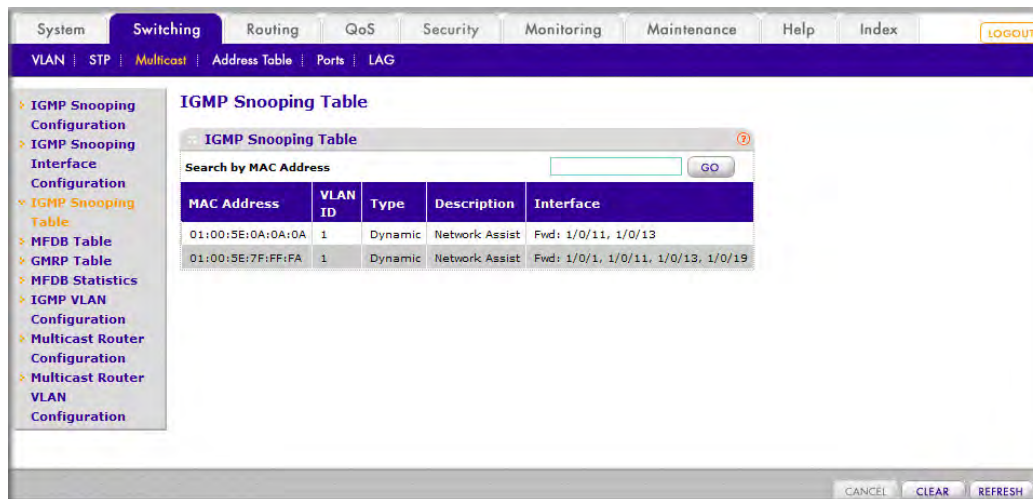 System Switching Routing QoS Security Monitoring Maintenance Help Index LOGOUT
VLAN STP Multicast Address Table Ports LAG
IGMP Snooping
Configuration
IGMP Snooping
Interface
Configuration
IGMP Snooping
Table
MFDB Table
GMRP Table
MFDB Statistics
IGMP VLAN
Configuration
Multicast Router
Configuration
Multicast Router
VLAN
Configuration
IGMP Snooping Table
IGMP Snooping Table ?
Search by MAC Address GO
MAC Address VLAN ID Type Description Interface
01:00:5E:0A:0A:0A 1 Dynamic Network Assist Fwd: 1/0/11, 1/0/13
01:00:5E:7F:FF:FA 1 Dynamic Network Assist Fwd: 1/0/1, 1/0/11, 1/0/13, 1/0/19
CANCEL CLEAR REFRESH